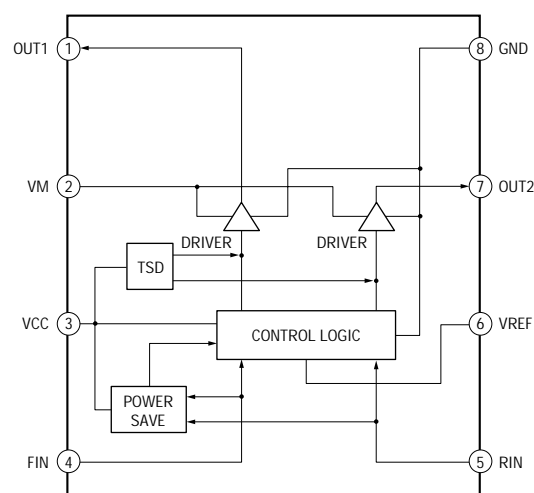 OUT1 1 8 GND
VM 2 7 OUT2
DRIVER DRIVER
TSD
VCC 3 6 VREF
CONTROL LOGIC
POWER
SAVE
FIN 4 5 RIN